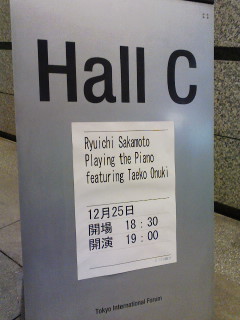 Hall C
Ryuichi Sakamoto
Playing the Piano
featuring Taeko Onuki
12月25日
開場 18：30
開演 19：00
Tokyo International Forum